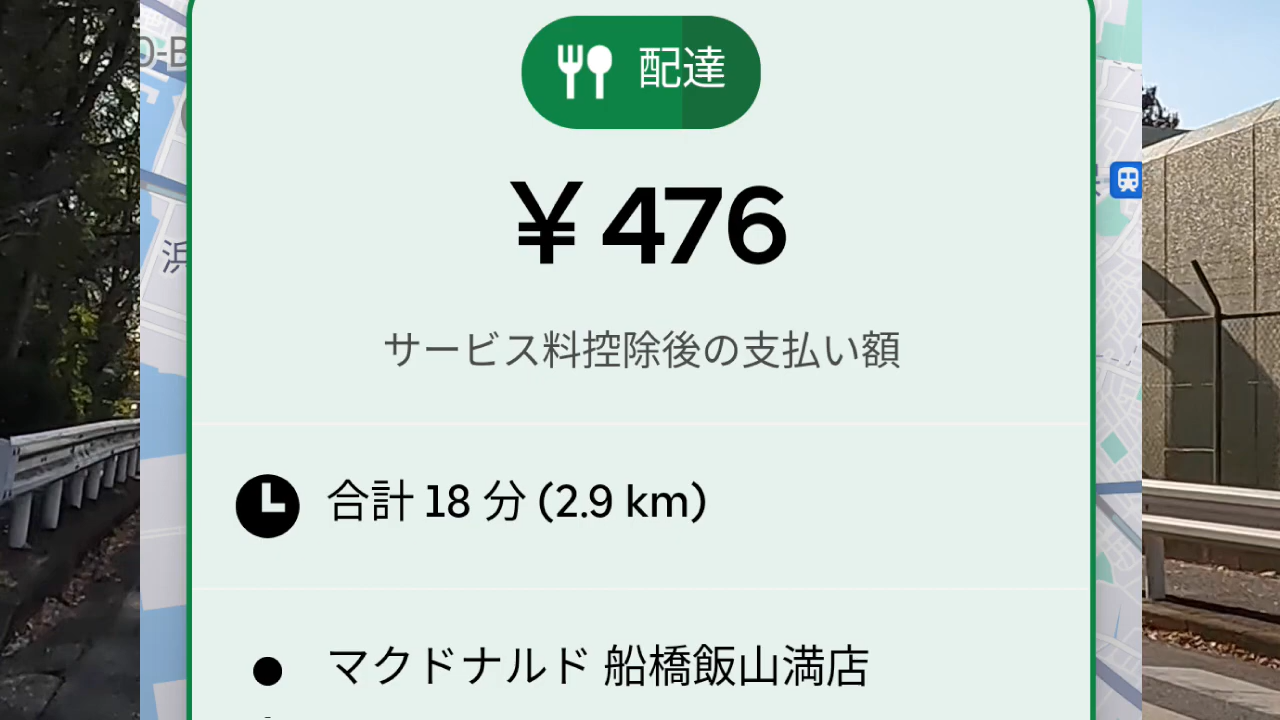 配達
¥ 476
サービス料控除後の支払い額
合計 18 分 (2.9 km)
マクドナルド 船橋飯山満店
浜